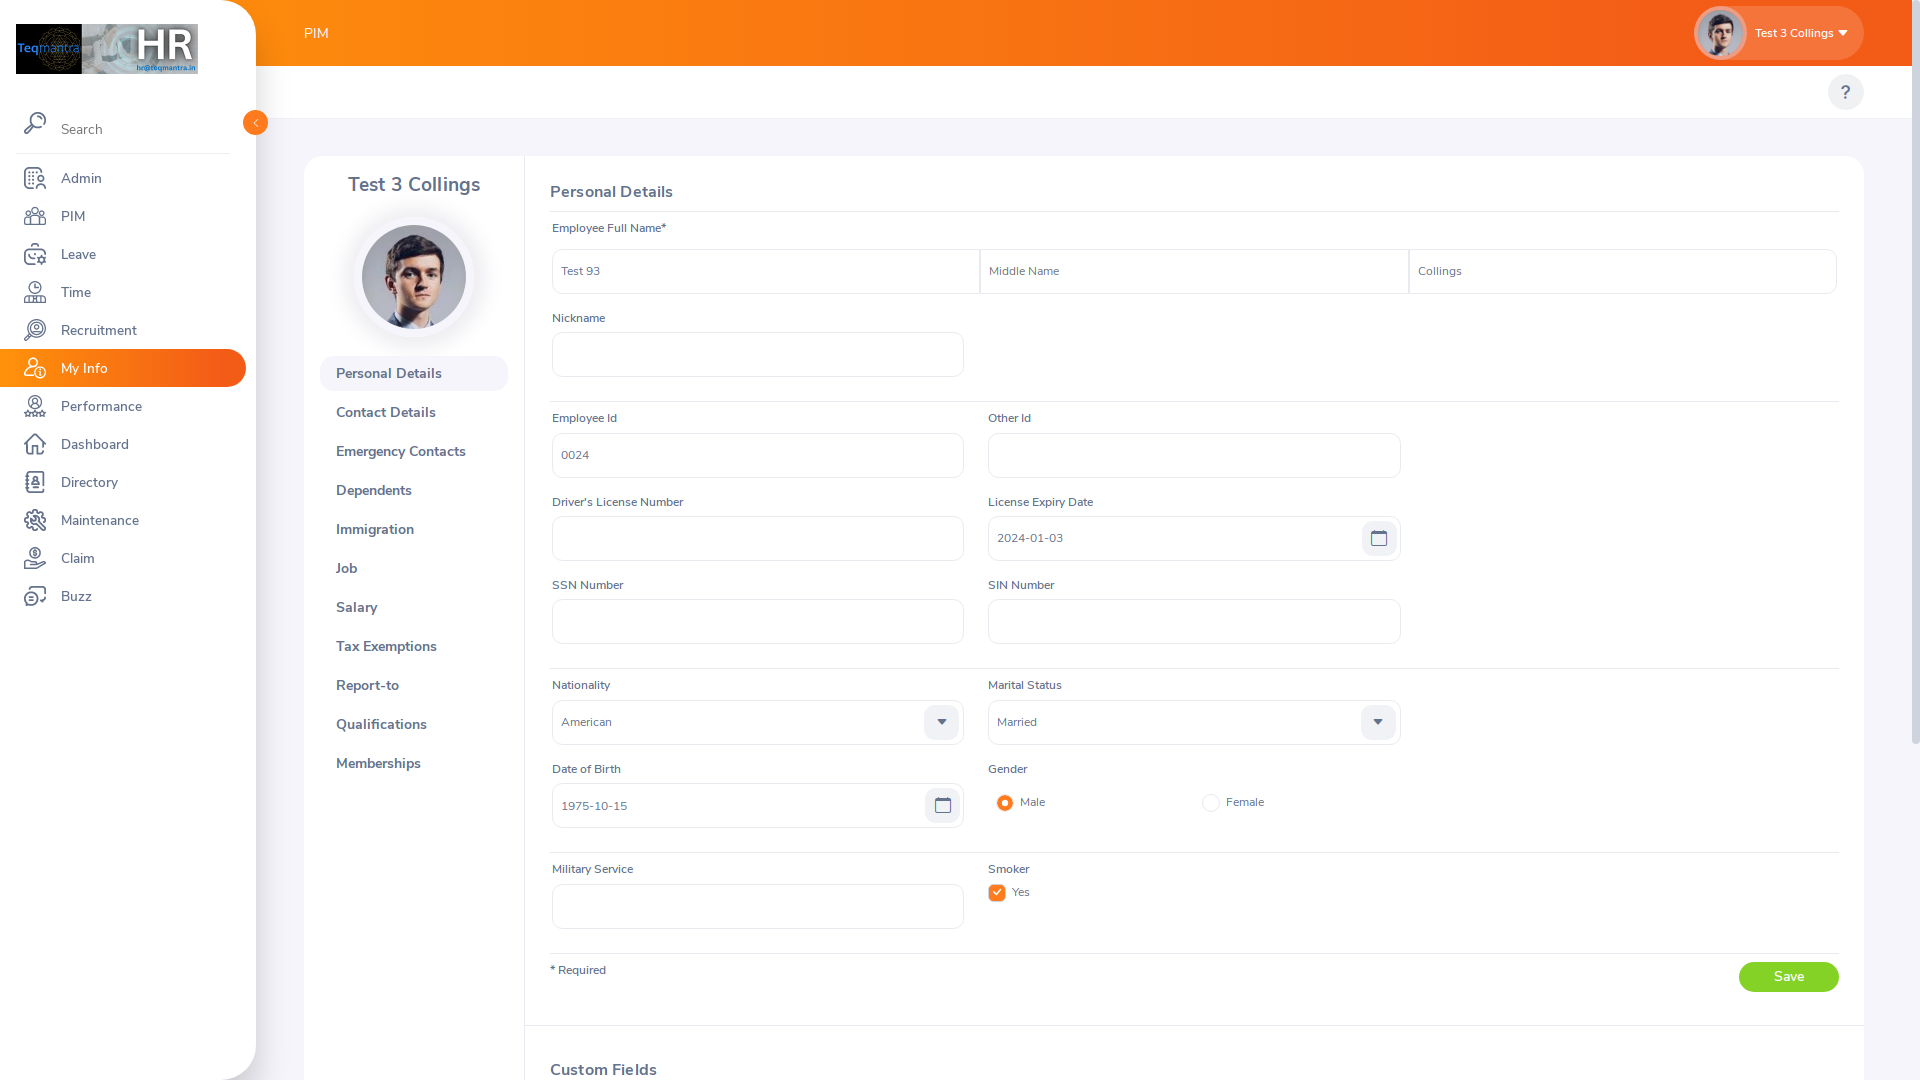 Teqmantra
HR
hr@teqmantra.in
PIM
Test 3 Collings
?
Search
Admin
PIM
Leave
Time
Recruitment
My Info
Performance
Dashboard
Directory
Maintenance
Claim
Buzz
Test 3 Collings
Personal Details
Contact Details
Emergency Contacts
Dependents
Immigration
Job
Salary
Tax Exemptions
Report-to
Qualifications
Memberships
Personal Details
Employee Full Name*
Test 93 Middle Name Collings
Nickname
Employee Id Other Id
0024
Driver's License Number License Expiry Date
2024-01-03
SSN Number SIN Number
Nationality Marital Status
American Married
Date of Birth Gender
1975-10-15 Male Female
Military Service Smoker
Yes
* Required
Save
Custom Fields